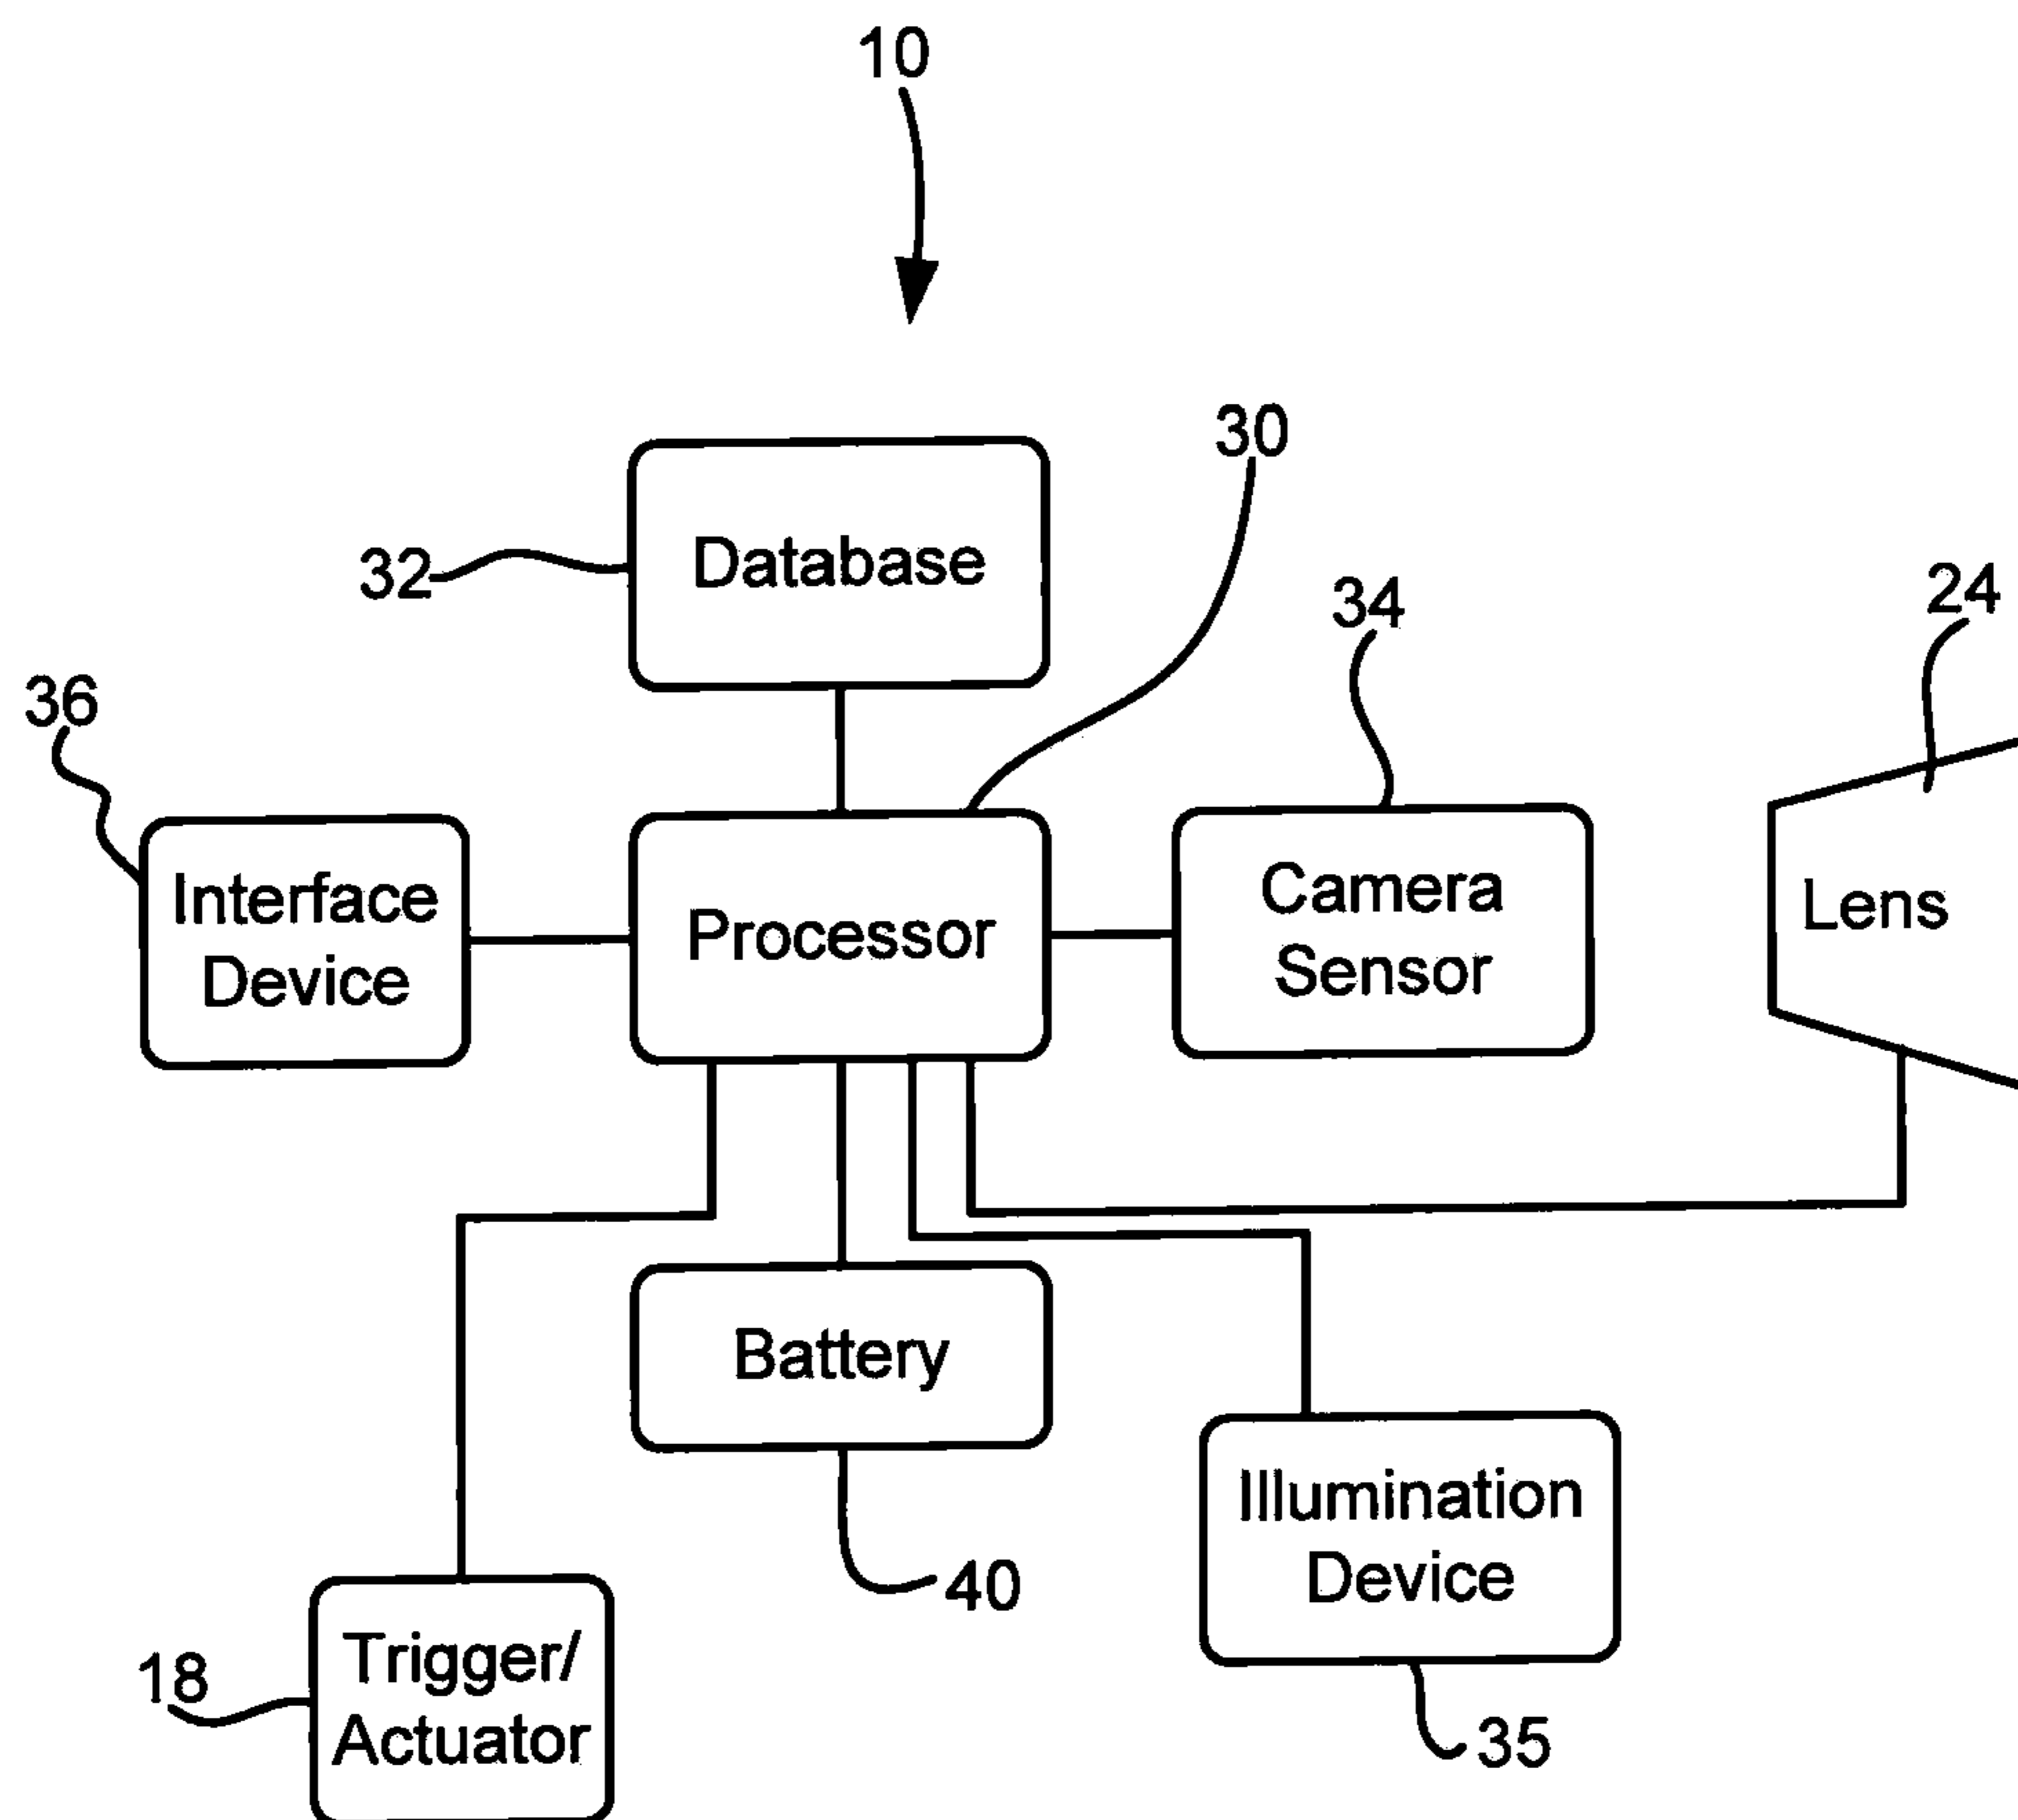 10
30
Database
32
34
24
36
Interface
Device
Processor
Camera
Sensor
Lens
Battery
Illumination
Device
40
Trigger/
Actuator
18
35